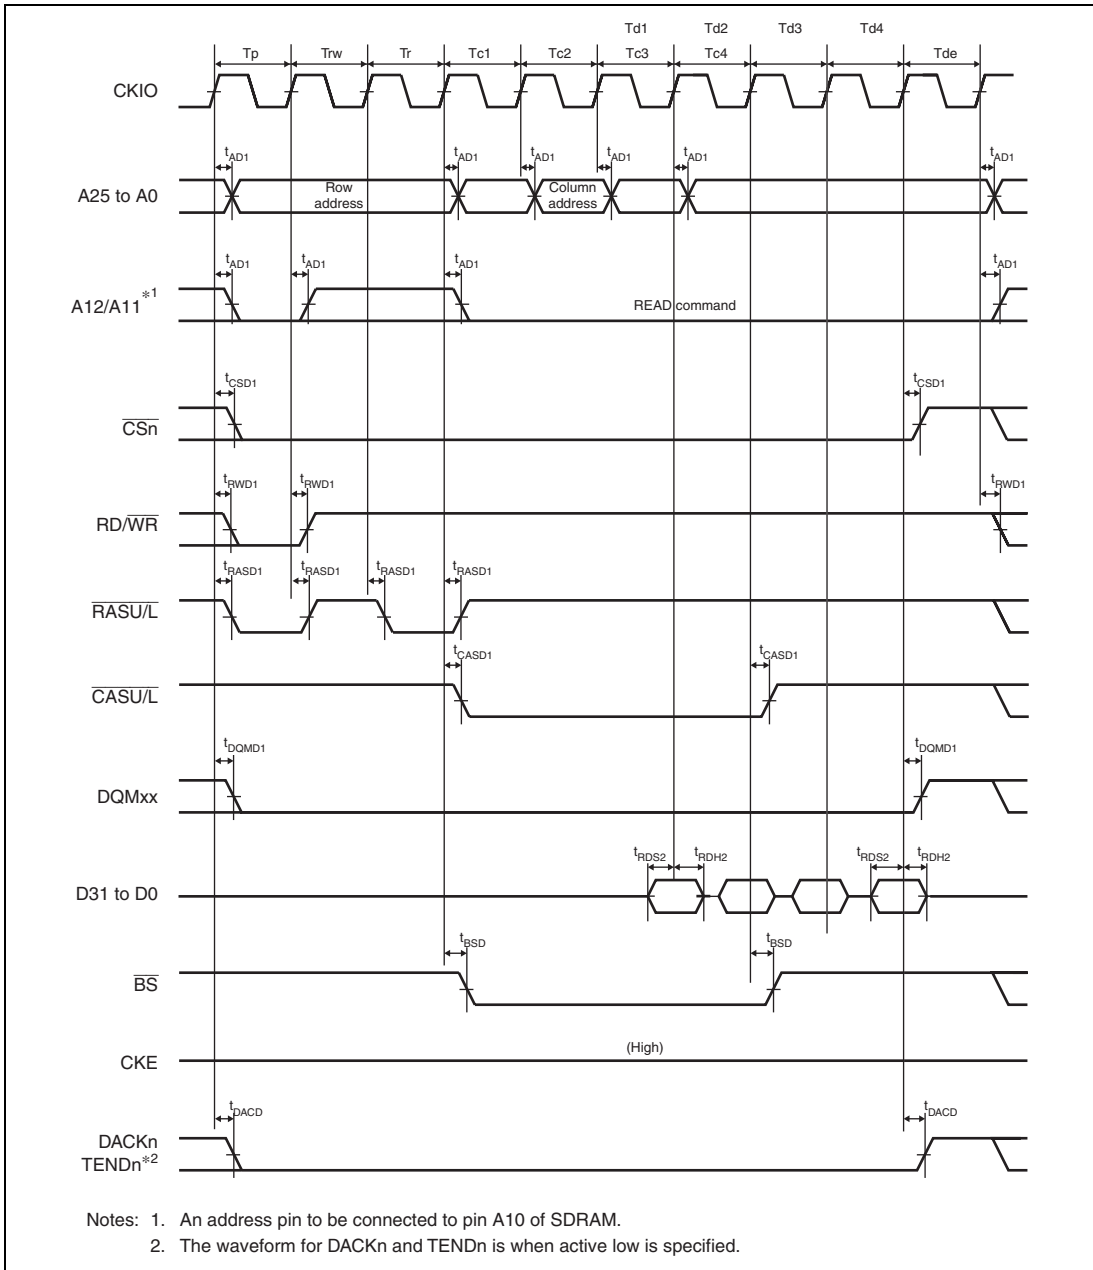 Td1 Td2 Td3 Td4
Tp Trw Tr Tc1 Tc2 Tc3 Tc4 Tde
CKIO
tAD1 tAD1 tAD1 tAD1 tAD1 tAD1
A25 to A0
Row address
Column address
tAD1 tAD1 tAD1 tAD1
A12/A11*1
READ command
tCSD1 tCSD1
CSn
tRWD1 tRWD1 tRWD1
RD/WR
tRASD1 tRASD1 tRASD1 tRASD1
RASU/L
tCASD1 tCASD1
CASU/L
tDQMD1 tDQMD1
DQMxx
tRDS2 tRDH2 tRDS2 tRDH2
D31 to D0
tBSD tBSD
BS
(High)
CKE
tDACD tDACD
DACKn
TENDn*2
Notes: 1. An address pin to be connected to pin A10 of SDRAM.
2. The waveform for DACKn and TENDn is when active low is specified.